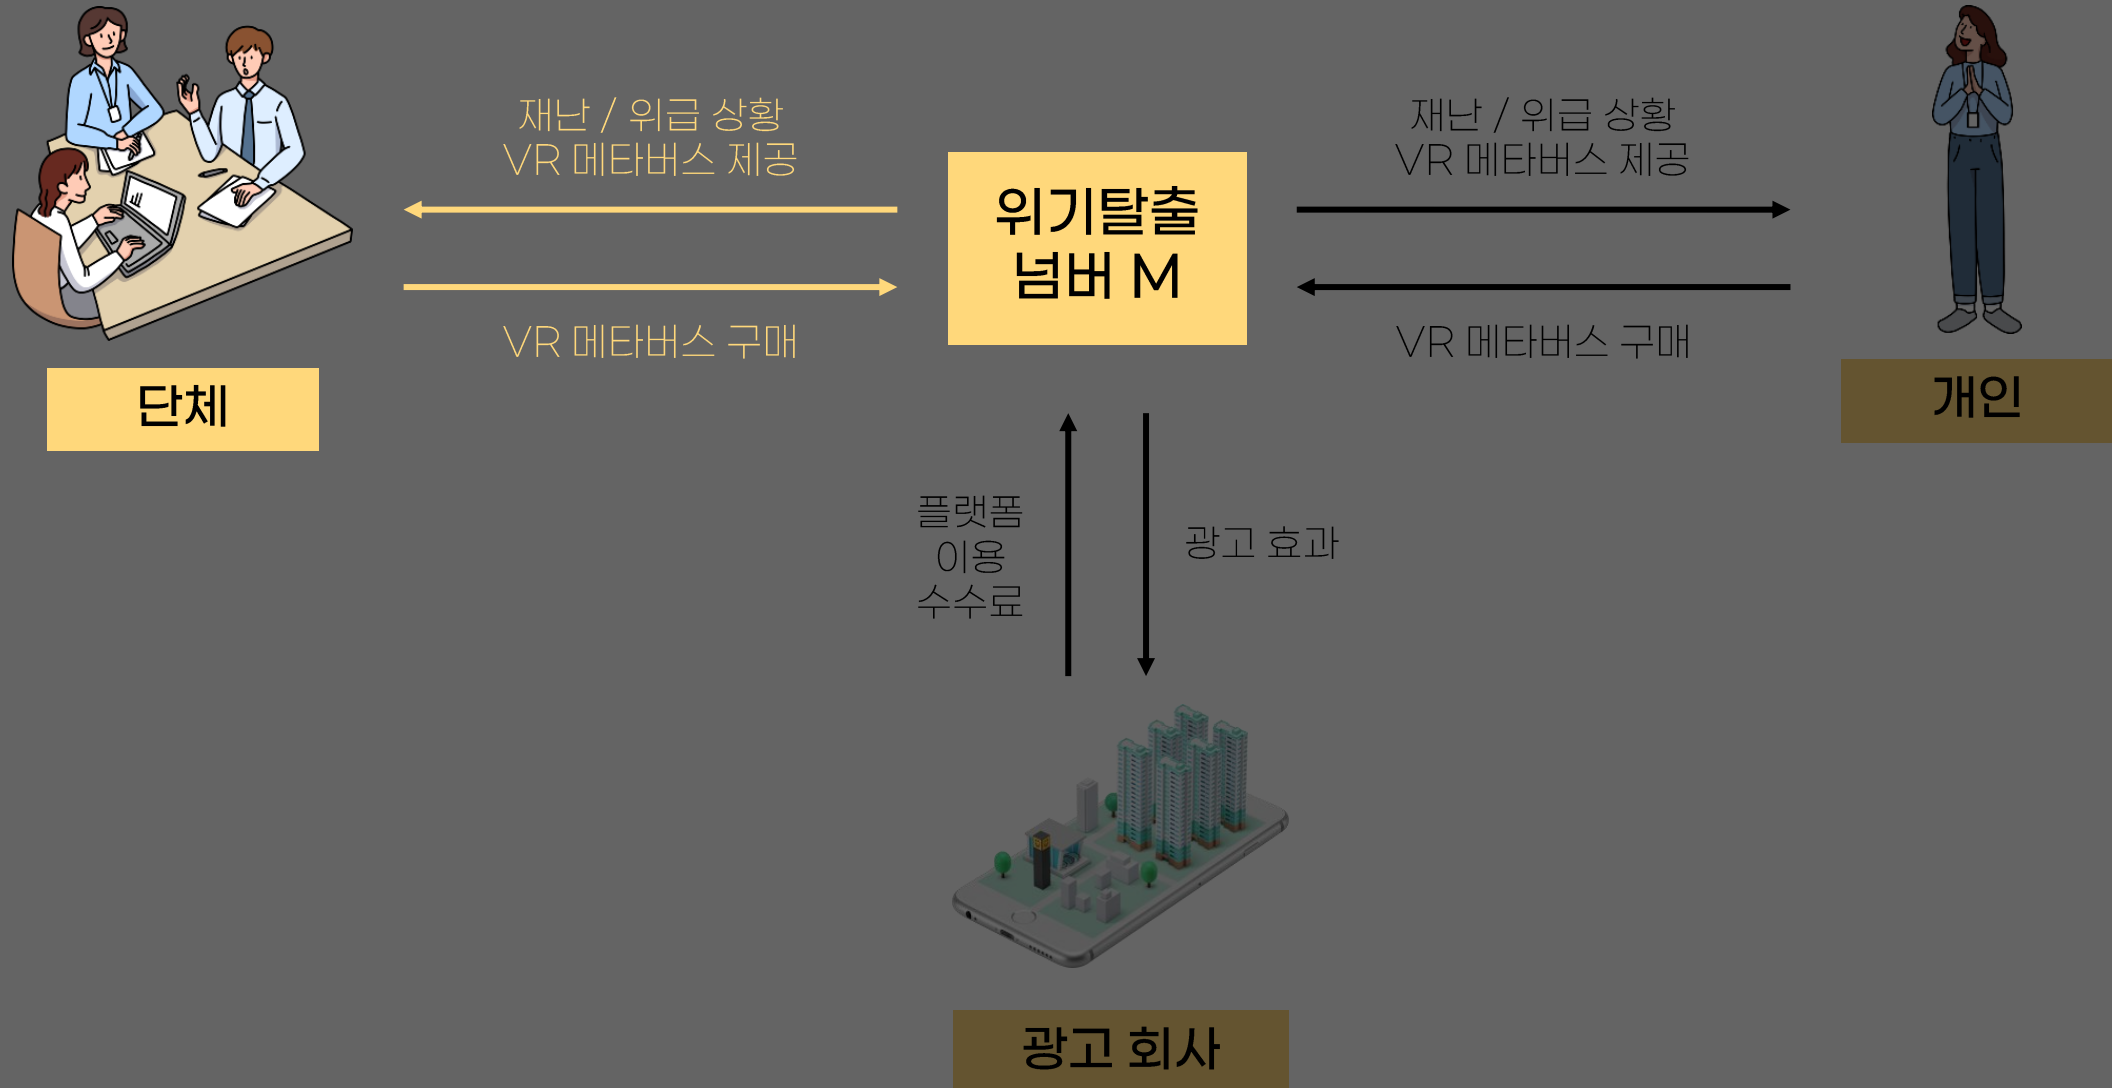 재난 / 위급 상황
VR 메타버스 제공
VR 메타버스 구매
단체
위기탈출
넘버 M
재난 / 위급 상황
VR 메타버스 제공
VR 메타버스 구매
개인
플랫폼
이용
수수료
광고 효과
광고 회사